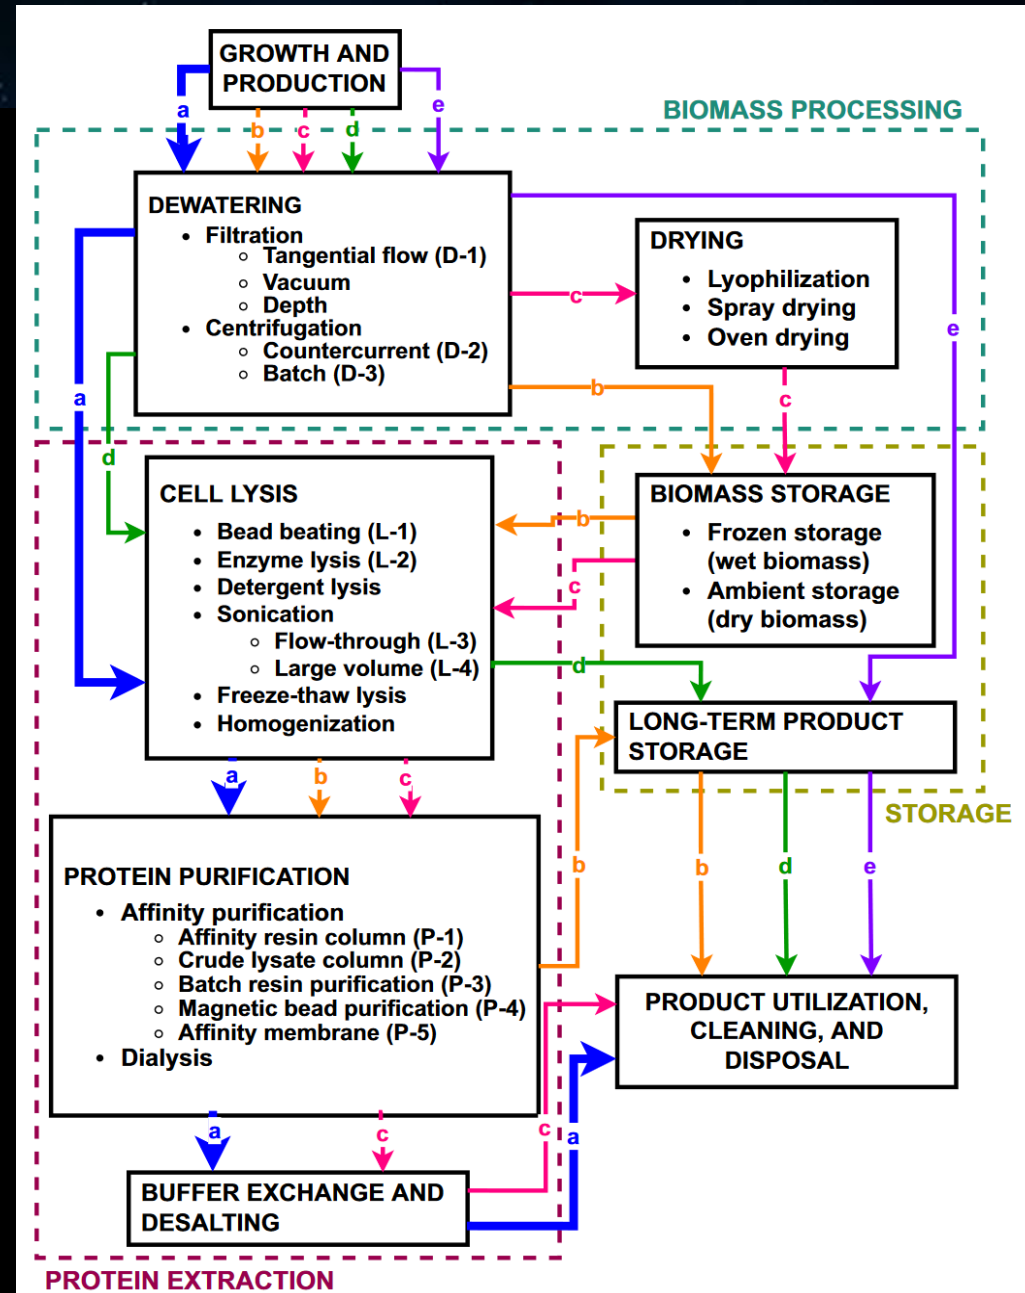 GROWTH AND
PRODUCTION
a
b
c
d
e
BIOMASS PROCESSING
DEWATERING
• Filtration
○ Tangential flow (D-1)
○ Vacuum
○ Depth
• Centrifugation
○ Countercurrent (D-2)
○ Batch (D-3)
DRYING
• Lyophilization
• Spray drying
• Oven drying
c
e
a
b
c
d
CELL LYSIS
• Bead beating (L-1)
• Enzyme lysis (L-2)
• Detergent lysis
• Sonication
○ Flow-through (L-3)
○ Large volume (L-4)
• Freeze-thaw lysis
• Homogenization
b
c
BIOMASS STORAGE
• Frozen storage
(wet biomass)
• Ambient storage
(dry biomass)
d
LONG-TERM PRODUCT
STORAGE
STORAGE
a
b
c
PROTEIN PURIFICATION
• Affinity purification
○ Affinity resin column (P-1)
○ Crude lysate column (P-2)
○ Batch resin purification (P-3)
○ Magnetic bead purification (P-4)
○ Affinity membrane (P-5)
• Dialysis
b
b
d
e
PRODUCT UTILIZATION,
CLEANING, AND
DISPOSAL
a
c
c
a
BUFFER EXCHANGE AND
DESALTING
PROTEIN EXTRACTION